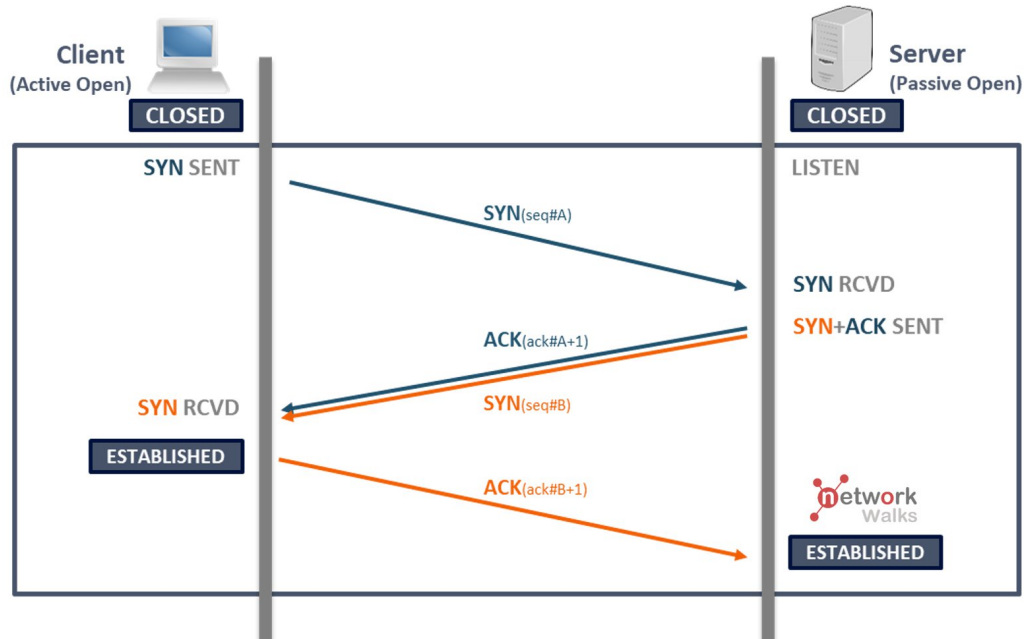 Client
(Active Open)
CLOSED
Server
(Passive Open)
CLOSED
SYN SENT
LISTEN
SYN(seq#A)
SYN RCVD
SYN+ACK SENT
ACK(ack#A+1)
SYN(seq#B)
SYN RCVD
ESTABLISHED
ACK(ack#B+1)
network
Walks
ESTABLISHED